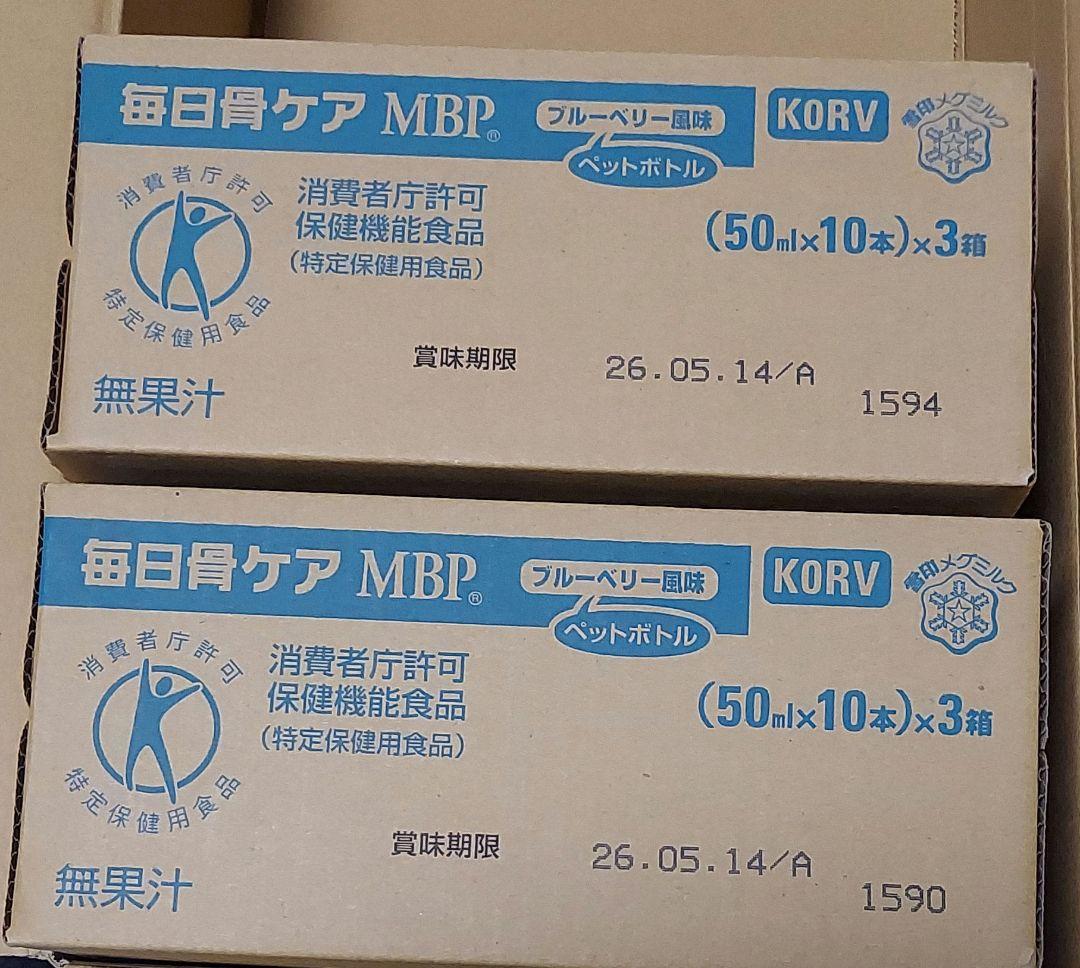 毎日骨ケア MBP®
ブルーベリー風味
ペットボトル
KORV
雪印メグミルク
消費者庁許可
特定保健用食品
消費者庁許可
保健機能食品
(特定保健用食品)
(50ml×10本)×3箱
賞味期限
26.05.14/A
1594
無果汁
毎日骨ケア MBP®
ブルーベリー風味
ペットボトル
KORV
雪印メグミルク
消費者庁許可
特定保健用食品
消費者庁許可
保健機能食品
(特定保健用食品)
(50ml×10本)×3箱
賞味期限
26.05.14/A
1590
無果汁